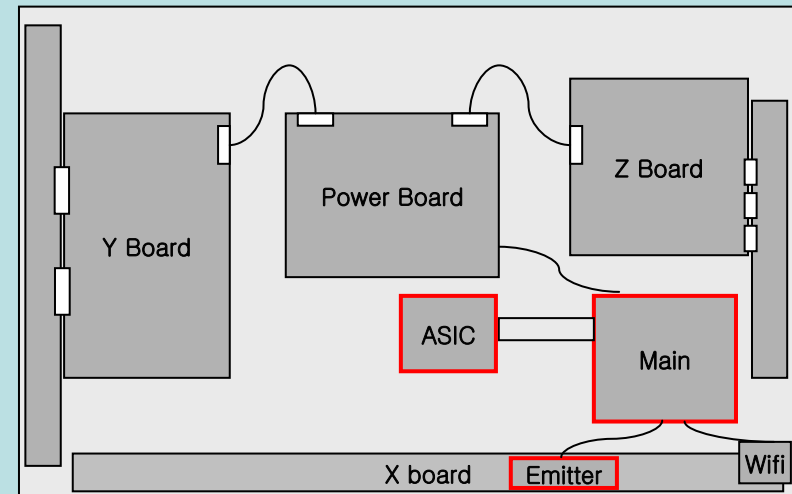 Z Board
Power Board
Y Board
ASIC
Main
X board
Emitter
Wifi